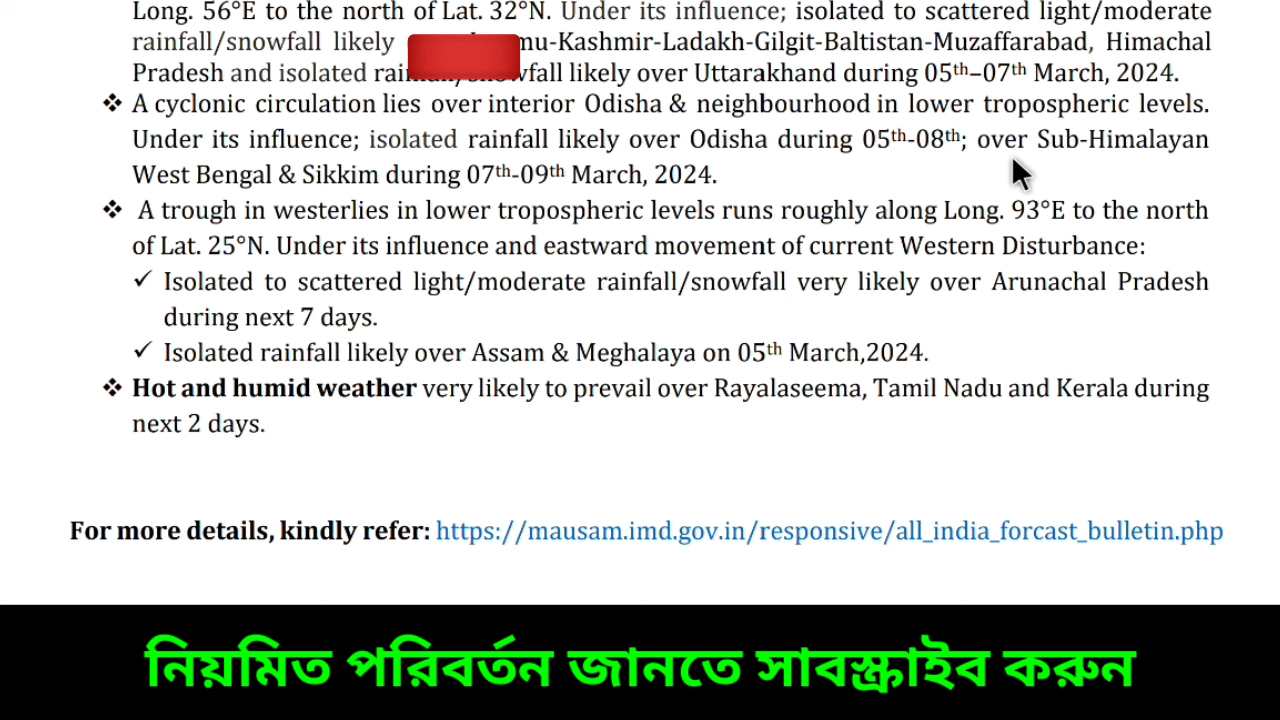 Long. 56°E to the north of Lat. 32°N. Under its influence; isolated to scattered light/moderate
rainfall/snowfall likely mu-Kashmir-Ladakh-Gilgit-Baltistan-Muzaffarabad, Himachal
Pradesh and isolated rai wfall likely over Uttarakhand during 05th–07th March, 2024.
❖ A cyclonic circulation lies over interior Odisha & neighbourhood in lower tropospheric levels.
Under its influence; isolated rainfall likely over Odisha during 05th-08th; over Sub-Himalayan
West Bengal & Sikkim during 07th-09th March, 2024.
❖ A trough in westerlies in lower tropospheric levels runs roughly along Long. 93°E to the north
of Lat. 25°N. Under its influence and eastward movement of current Western Disturbance:
✓ Isolated to scattered light/moderate rainfall/snowfall very likely over Arunachal Pradesh
during next 7 days.
✓ Isolated rainfall likely over Assam & Meghalaya on 05th March,2024.
❖ Hot and humid weather very likely to prevail over Rayalaseema, Tamil Nadu and Kerala during
next 2 days.
For more details, kindly refer: https://mausam.imd.gov.in/responsive/all_india_forcast_bulletin.php
নিয়মিত পরিবর্তন জানতে সাবস্ক্রাইব করুন